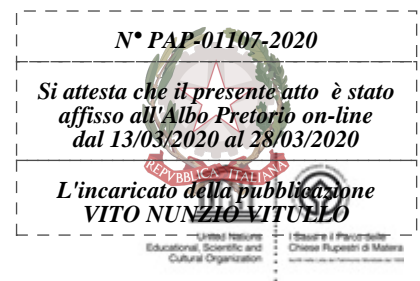 N° PAP-01107-2020
Si attesta che il presente atto è stato
affisso all'Albo Pretorio on-line
dal 13/03/2020 al 28/03/2020
REPVBBLICA ITALIANA
L'incaricato della pubblicazione
VITO NUNZIO VITULLO
United Nations
Educational, Scientific and
Cultural Organization
I Sassi e il Parco delle
Chiese Rupestri di Matera